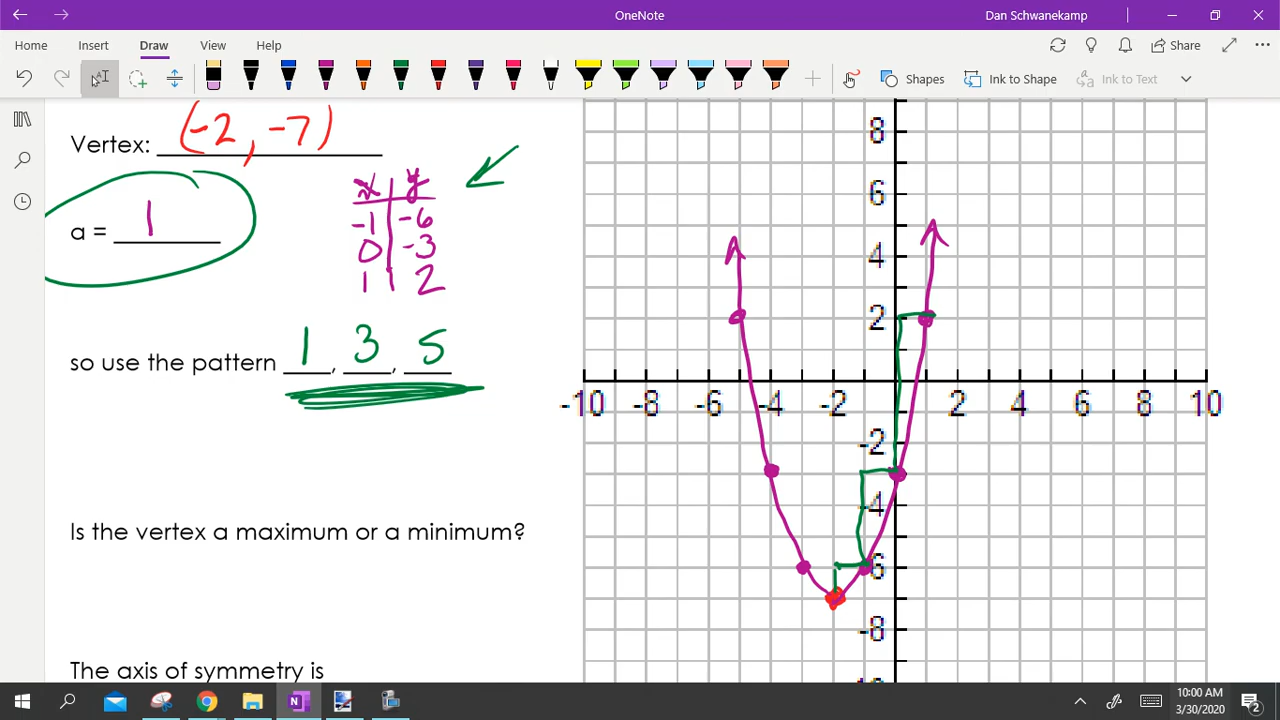 OneNote
Dan Schwanekamp
Home Insert Draw View Help
Share
Shapes Ink to Shape Ink to Text
Vertex: (-2, -7)
x y
-1 -6
0 -3
1 2
a = 1
so use the pattern 1, 3, 5
Is the vertex a maximum or a minimum?
The axis of symmetry is
8
6
4
2
-10 -8 -6 -4 -2 2 4 6 8 10
-2
-4
-6
-8
10:00 AM
3/30/2020
2